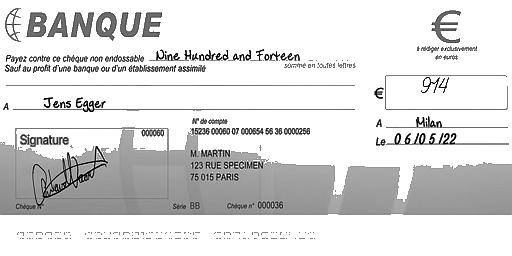 BANQUE
€
à rédiger exclusivement
en euros
Payez contre ce chèque non endossable Nine Hundred and Forteen
Sauf au profit d'une banque ou d'un établissement assimilé
somme en toutes lettres
€ 914
A Jens Egger
A Milan
Le 06/05/22
Signature
000060
N° de compte
15236 00060 07 000654 56 36 0000256
M. MARTIN
123 RUE SPECIMEN
75 015 PARIS
Chèque N°
Série BB
Chèque n° 000036